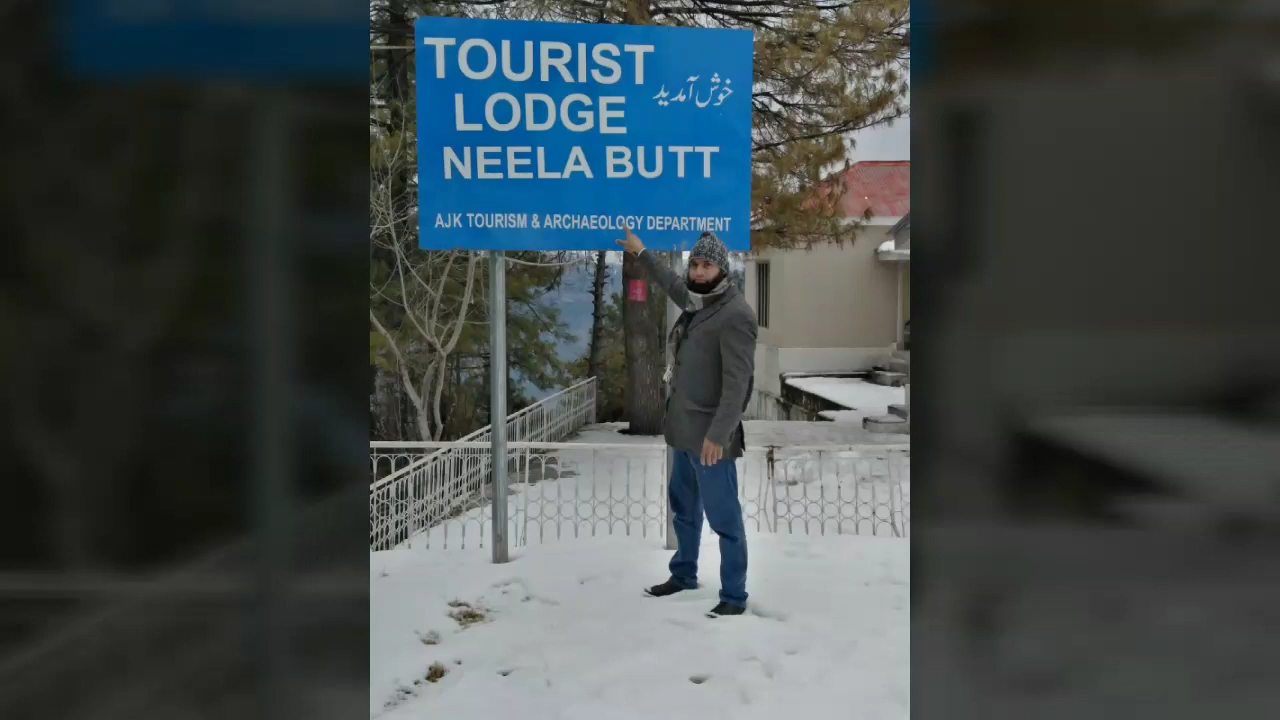 TOURIST
LODGE
خوش آمدید
NEELA BUTT
AJK TOURISM & ARCHAEOLOGY DEPARTMENT